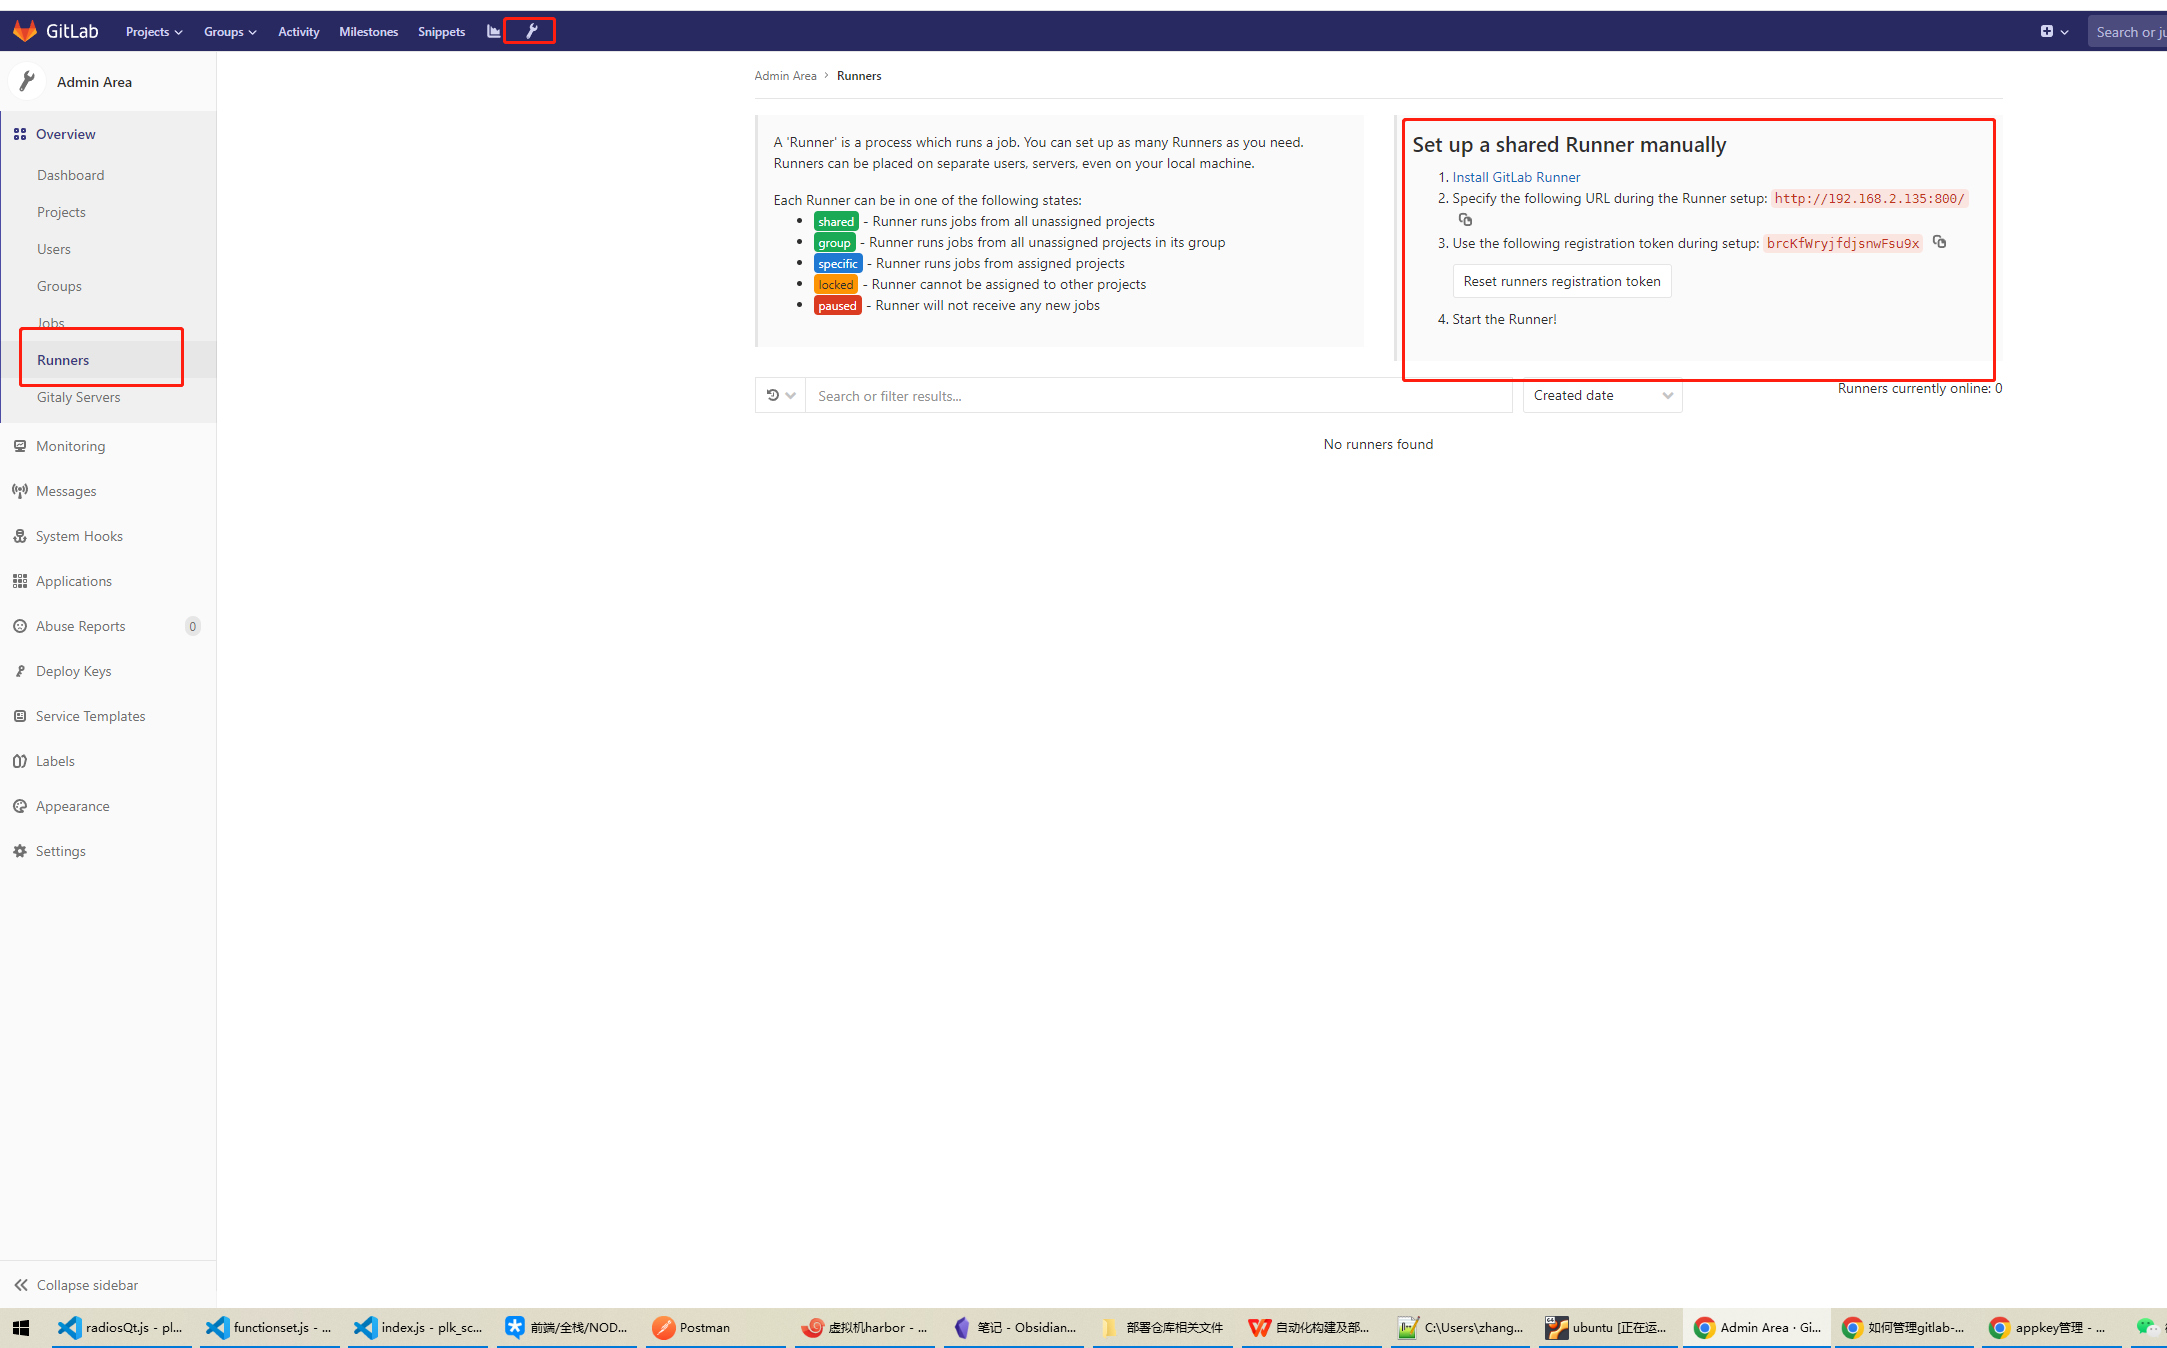 GitLab Projects Groups Activity Milestones Snippets
Search or ju
Admin Area
Overview
Dashboard
Projects
Users
Groups
Jobs
Runners
Gitaly Servers
Monitoring
Messages
System Hooks
Applications
Abuse Reports 0
Deploy Keys
Service Templates
Labels
Appearance
Settings
Collapse sidebar
Admin Area Runners
A 'Runner' is a process which runs a job. You can set up as many Runners as you need.
Runners can be placed on separate users, servers, even on your local machine.
Each Runner can be in one of the following states:
shared - Runner runs jobs from all unassigned projects
group - Runner runs jobs from all unassigned projects in its group
specific - Runner runs jobs from assigned projects
locked - Runner cannot be assigned to other projects
paused - Runner will not receive any new jobs
Set up a shared Runner manually
1. Install GitLab Runner
2. Specify the following URL during the Runner setup: http://192.168.2.135:800/
3. Use the following registration token during setup: brcKfWryjfdjsnwFsu9x
Reset runners registration token
4. Start the Runner!
Search or filter results...
Created date
Runners currently online: 0
No runners found
radiosQt.js - pl...
functionset.js - ...
index.js - plk_sc...
前端/全栈/NOD...
Postman
虚拟机harbor - ...
笔记 - Obsidian...
部署仓库相关文件
自动化构建及部...
C:\Users\zhang...
ubuntu [正在运...
Admin Area · Gi...
如何管理gitlab-...
appkey管理 - ...